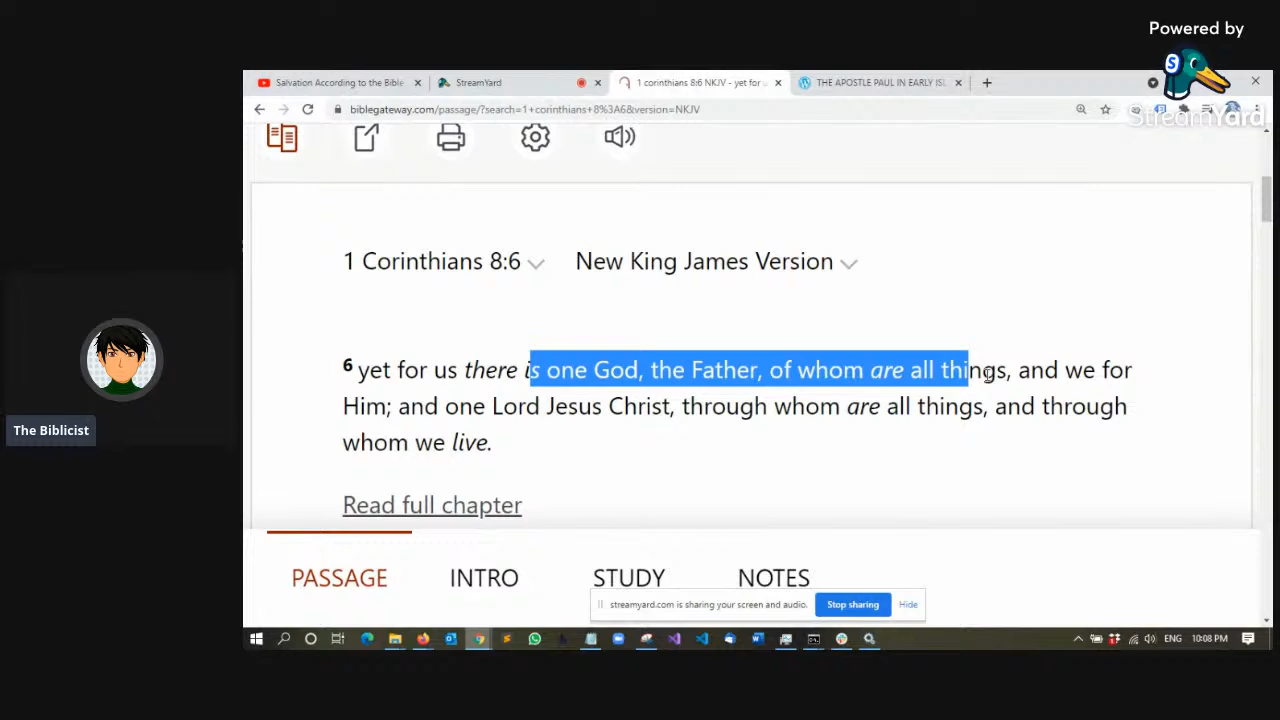 Powered by
StreamYard
Salvation According to the Bible
StreamYard
1 corinthians 8:6 NKJV - yet for u
THE APOSTLE PAUL IN EARLY ISL
biblegateway.com/passage/?search=1+corinthians+8%3A6&version=NKJV
1 Corinthians 8:6
New King James Version
6 yet for us there is one God, the Father, of whom are all things, and we for
Him; and one Lord Jesus Christ, through whom are all things, and through
whom we live.
Read full chapter
The Biblicist
PASSAGE
INTRO
STUDY
NOTES
streamyard.com is sharing your screen and audio.
Stop sharing
Hide
ENG
10:08 PM